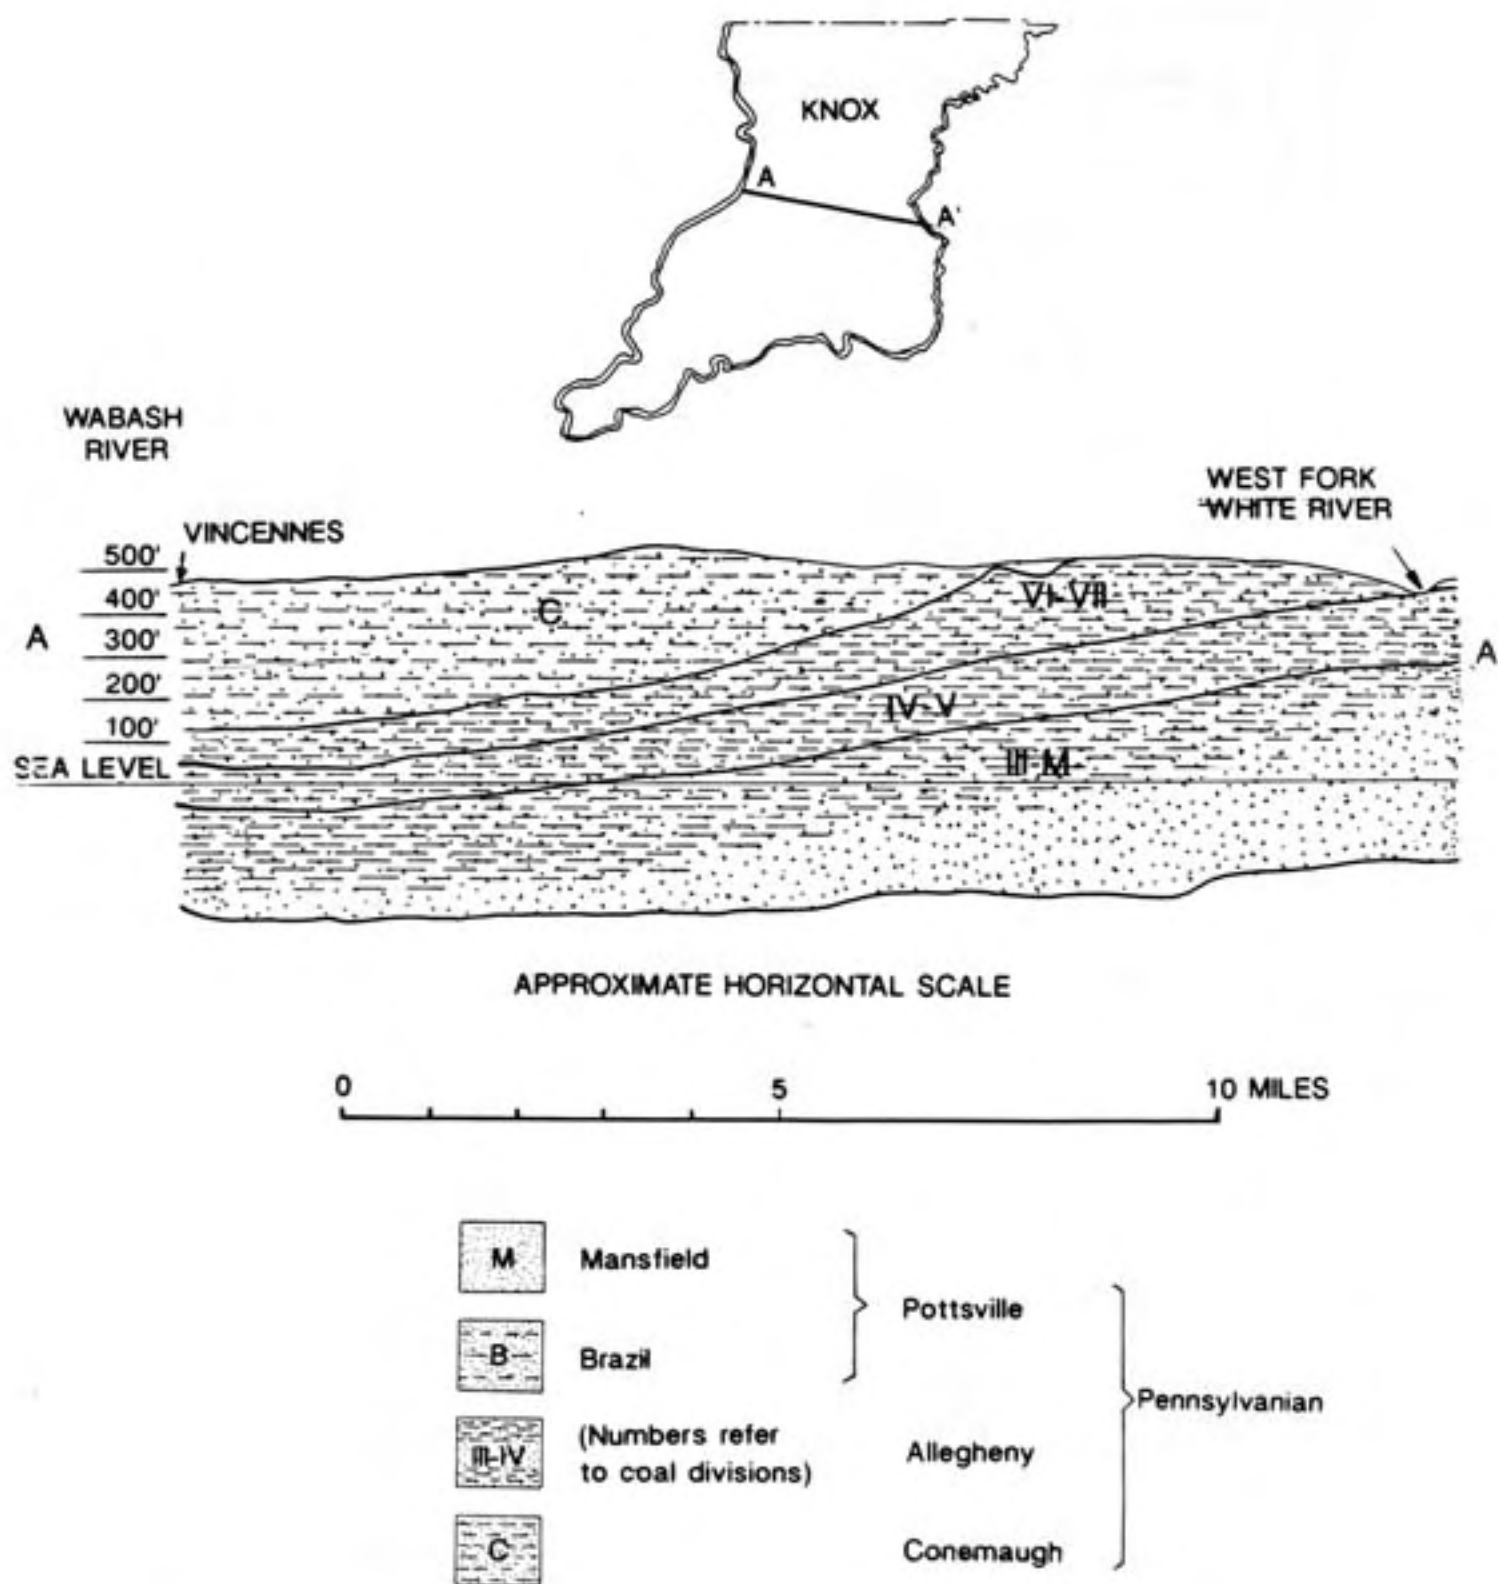 KNOX
A
A'
WABASH
RIVER
WEST FORK
WHITE RIVER
VINCENNES
500'
400'
300'
200'
100'
SEA LEVEL
A
A
C
VI-VII
IV-V
III-M
APPROXIMATE HORIZONTAL SCALE
0 5 10 MILES
M Mansfield
Pottsville
B Brazil
Pennsylvanian
III-IV (Numbers refer
to coal divisions)
Allegheny
C Conemaugh